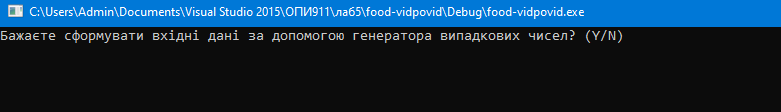 C:\Users\Admin\Documents\Visual Studio 2015\ОПИ911\лаб5\food-vidpovid\Debug\food-vidpovid.exe
Бажаєте сформувати вхідні дані за допомогою генератора випадкових чисел? (Y/N)